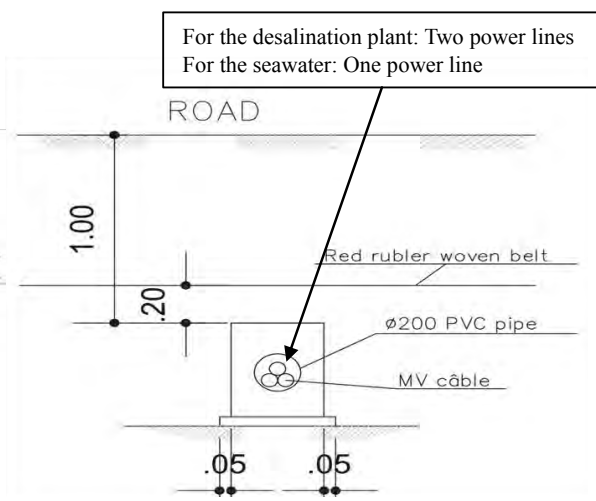 For the desalination plant: Two power lines
For the seawater: One power line
ROAD
1.00
Red rubler woven belt
.20
ø200 PVC pipe
MV câble
.05
.05